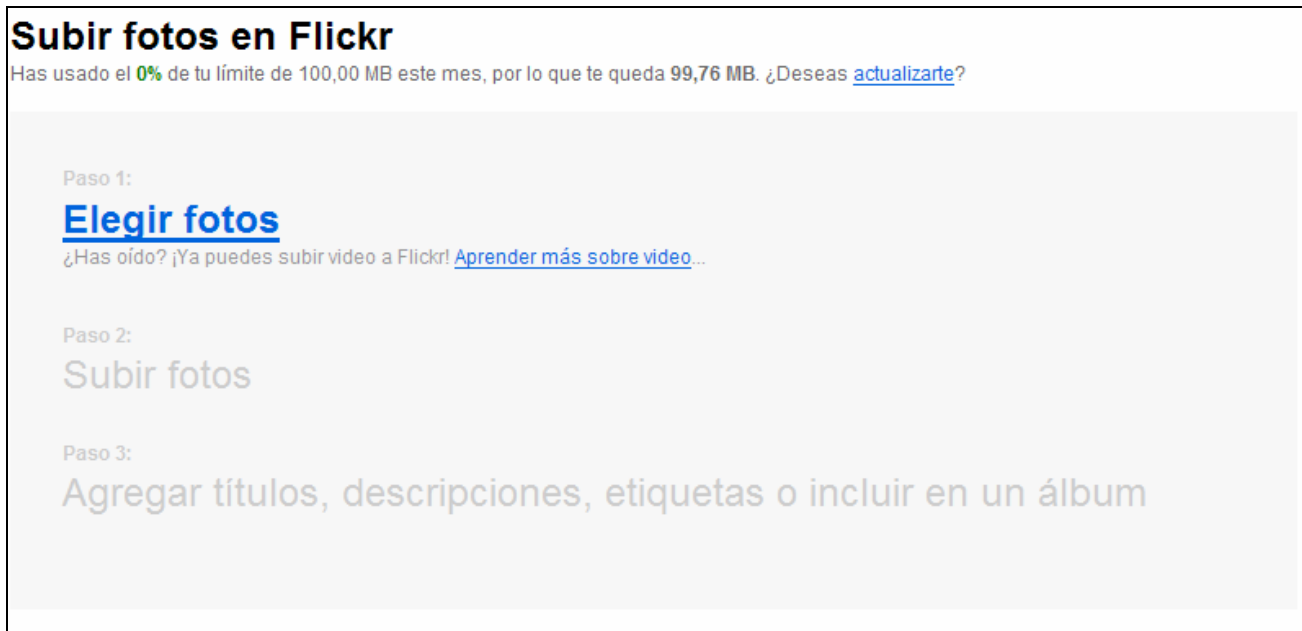 Subir fotos en Flickr
Has usado el 0% de tu límite de 100,00 MB este mes, por lo que te queda 99,76 MB. ¿Deseas actualizarte?
Paso 1:
Elegir fotos
¿Has oído? ¡Ya puedes subir video a Flickr! Aprender más sobre video...
Paso 2:
Subir fotos
Paso 3:
Agregar títulos, descripciones, etiquetas o incluir en un álbum